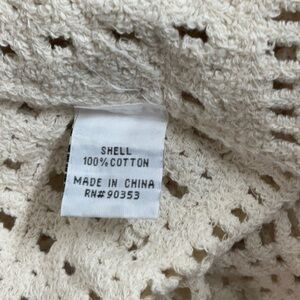 SHELL
100% COTTON
MADE IN CHINA
RN# 90353